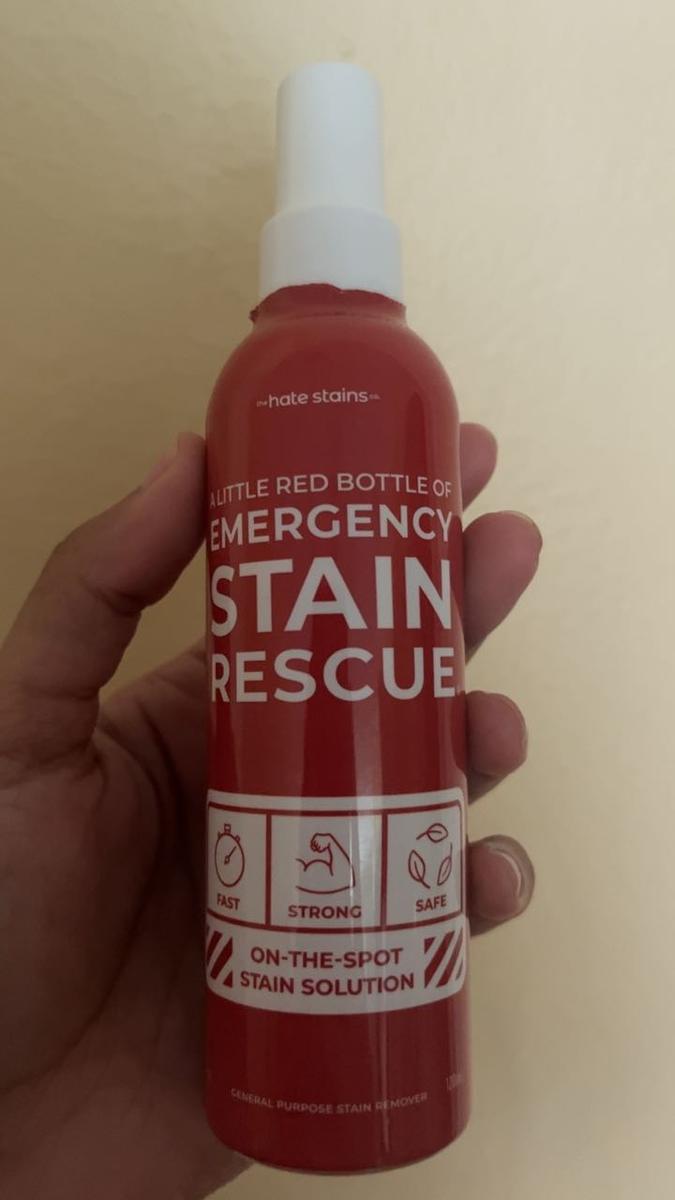 the hate stains co.
A LITTLE RED BOTTLE OF
EMERGENCY
STAIN
RESCUE
FAST
STRONG
SAFE
ON-THE-SPOT
STAIN SOLUTION
GENERAL PURPOSE STAIN REMOVER